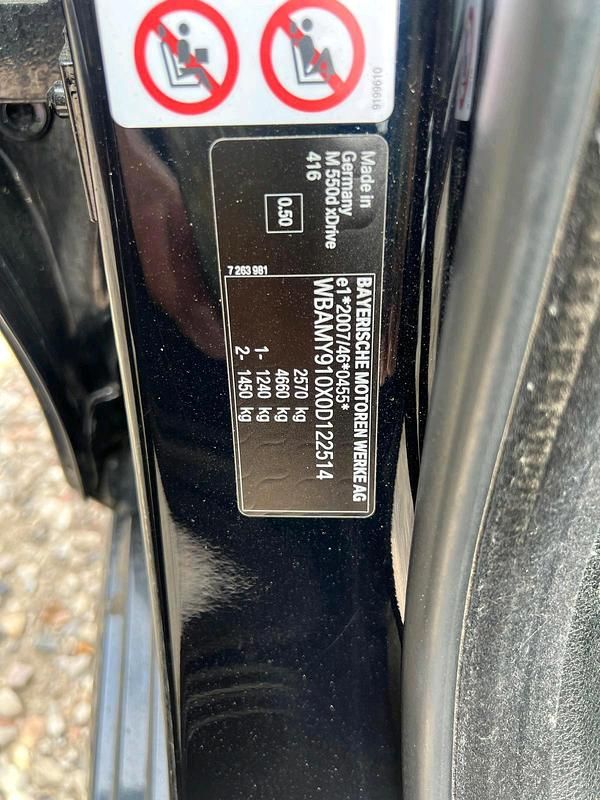 9199610
Made in
Germany
M 550d xDrive
416
0.50
7 263 981
BAYERISCHE MOTOREN WERKE AG
e1*2007/46*0455*
WBAMY910X0D122514
2570 kg
4660 kg
1- 1240 kg
2- 1450 kg